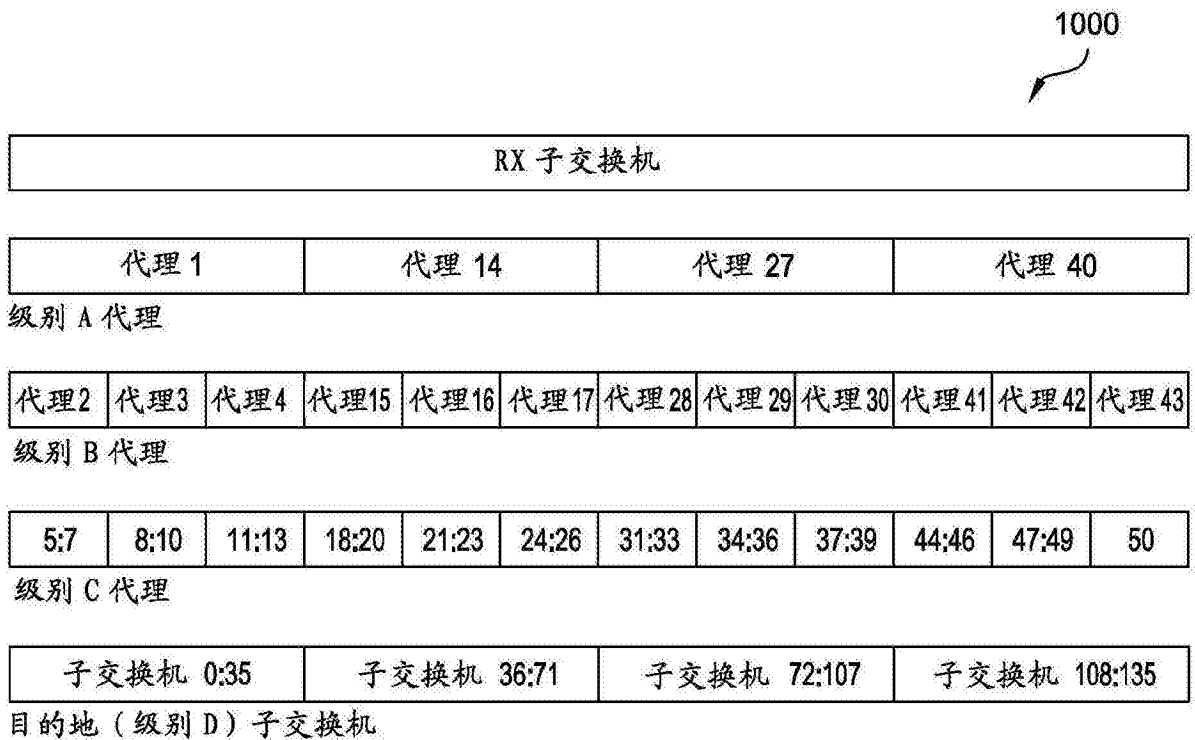 1000
RX 子交换机
代理1 代理 14 代理 27 代理 40
级别 A 代理
代理2 代理3 代理4 代理15 代理16 代理17 代理28 代理29 代理30 代理41 代理42 代理43
级别 B 代理
5:7 8:10 11:13 18:20 21:23 24:26 31:33 34:36 37:39 44:46 47:49 50
级别 C 代理
子交换机 0:35 子交换机 36:71 子交换机 72:107 子交换机 108:135
目的地（级别 D）子交换机